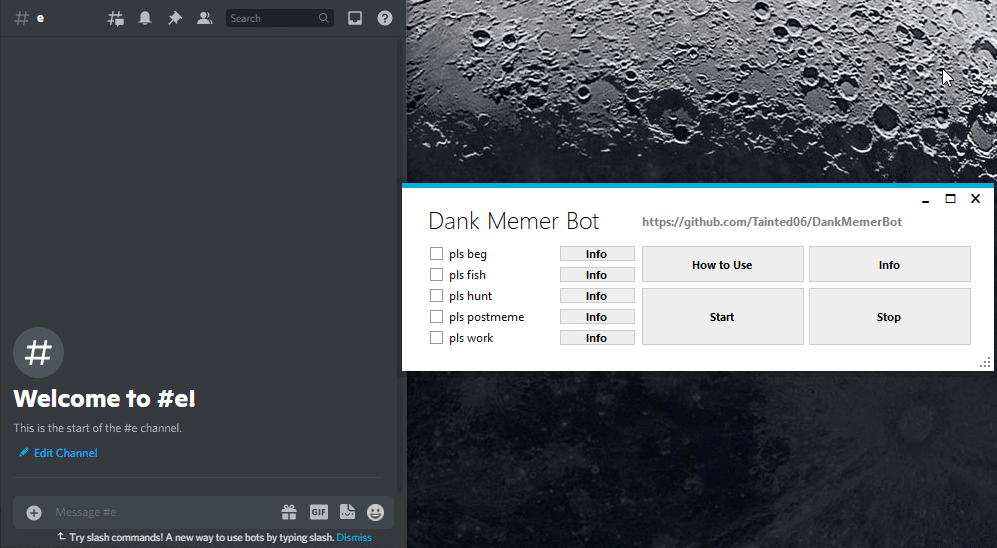 # e
Search
Welcome to #e!
This is the start of the #e channel.
Edit Channel
Message #e
GIF
Try slash commands! A new way to use bots by typing slash. Dismiss
Dank Memer Bot
https://github.com/Tainted06/DankMemerBot
pls beg Info
pls fish Info
pls hunt Info
pls postmeme Info
pls work Info
How to Use Info
Start Stop